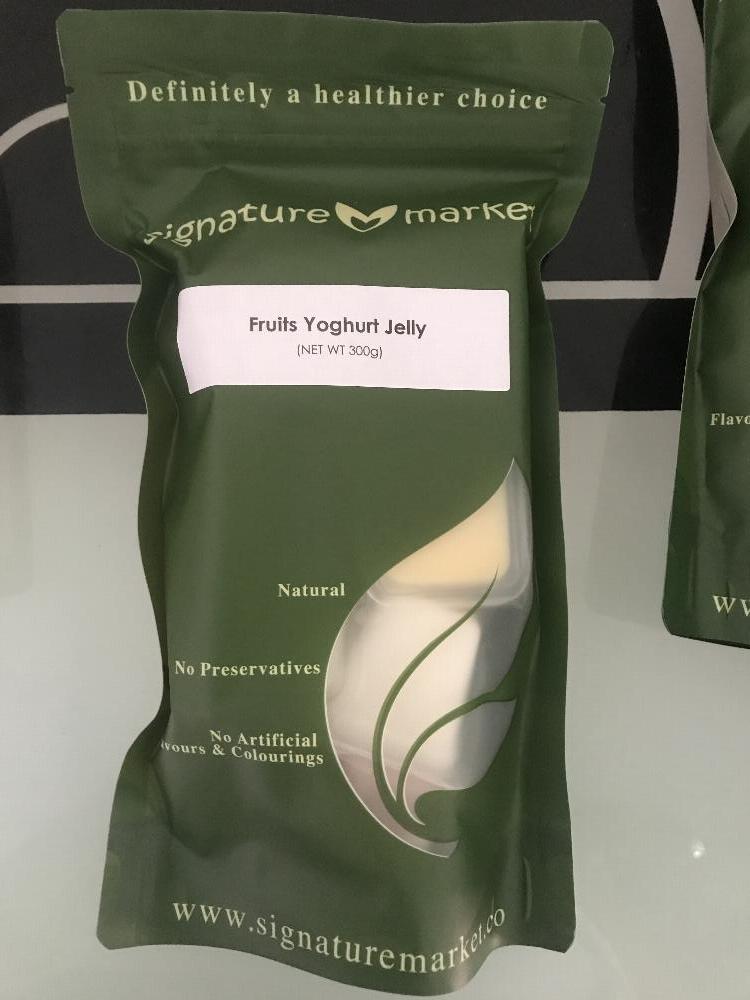 Definitely a healthier choice
signature market
Fruits Yoghurt Jelly
(NET WT 300g)
Natural
No Preservatives
No Artificial
& Colourings
www.signaturemarket.co